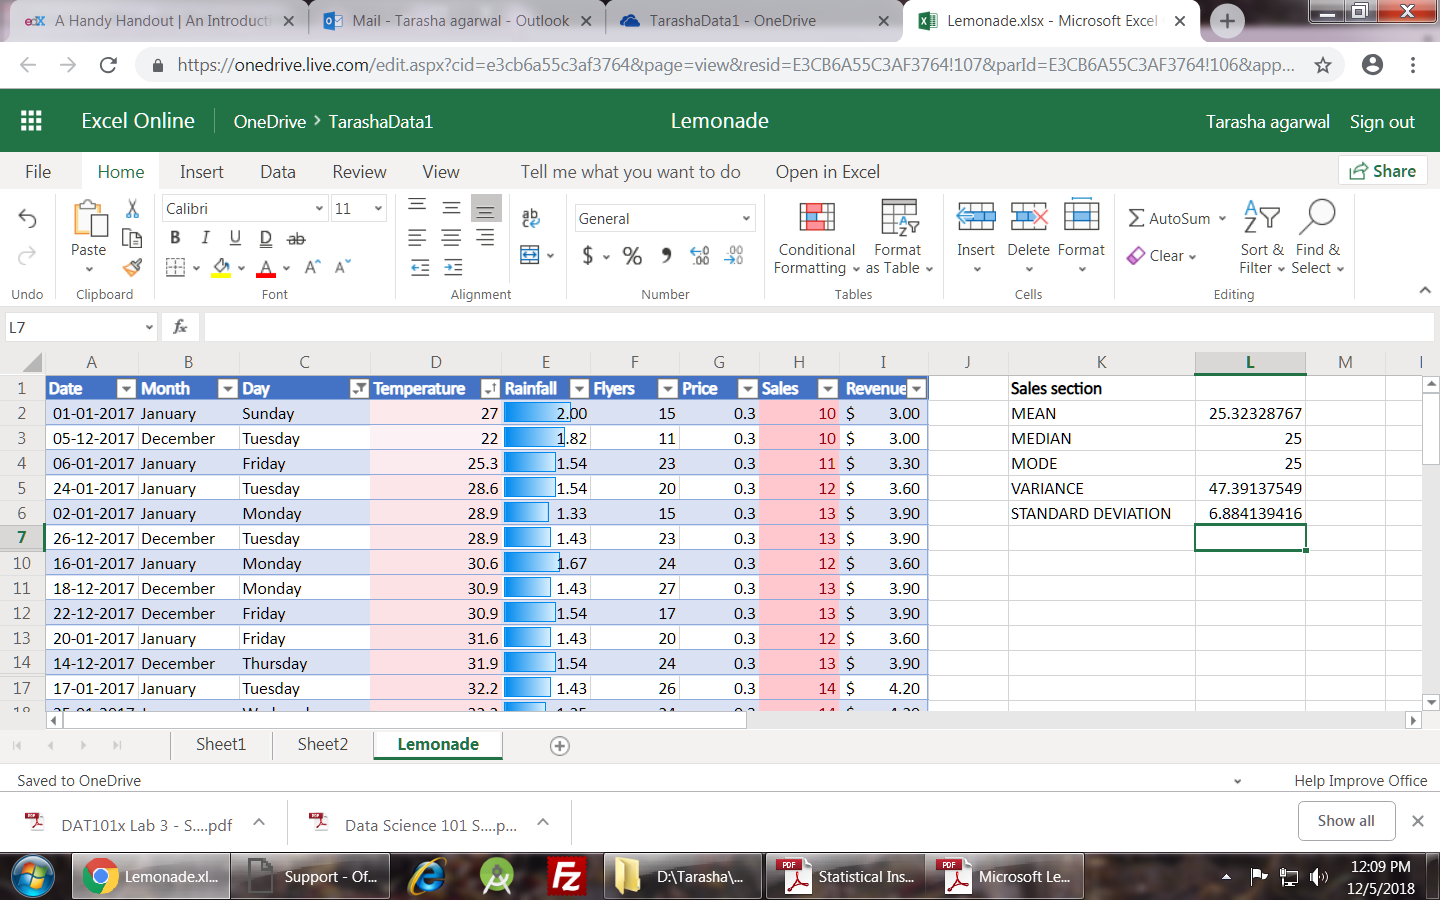 edX A Handy Handout | An Introducti
Mail - Tarasha agarwal - Outlook
TarashaData1 - OneDrive
Lemonade.xlsx - Microsoft Excel
https://onedrive.live.com/edit.aspx?cid=e3cb6a55c3af3764&page=view&resid=E3CB6A55C3AF3764!107&parId=E3CB6A55C3AF3764!106&app...
Excel Online OneDrive > TarashaData1 Lemonade Tarasha agarwal Sign out
File Home Insert Data Review View Tell me what you want to do Open in Excel Share
Paste Calibri 11 B I U D ab
A A A
ab General $ % ,
.00 .00
Conditional Formatting Format as Table
Insert Delete Format
AutoSum Clear
Sort & Filter Find & Select
Undo Clipboard Font Alignment Number Tables Cells Editing
L7 fx
A B C D E F G H I J K L M
1 Date Month Day Temperature Rainfall Flyers Price Sales Revenue Sales section
2 01-01-2017 January Sunday 27 2.00 15 0.3 10 $ 3.00 MEAN 25.32328767
3 05-12-2017 December Tuesday 22 1.82 11 0.3 10 $ 3.00 MEDIAN 25
4 06-01-2017 January Friday 25.3 1.54 23 0.3 11 $ 3.30 MODE 25
5 24-01-2017 January Tuesday 28.6 1.54 20 0.3 12 $ 3.60 VARIANCE 47.39137549
6 02-01-2017 January Monday 28.9 1.33 15 0.3 13 $ 3.90 STANDARD DEVIATION 6.884139416
7 26-12-2017 December Tuesday 28.9 1.43 23 0.3 13 $ 3.90
10 16-01-2017 January Monday 30.6 1.67 24 0.3 12 $ 3.60
11 18-12-2017 December Monday 30.9 1.43 27 0.3 13 $ 3.90
12 22-12-2017 December Friday 30.9 1.54 17 0.3 13 $ 3.90
13 20-01-2017 January Friday 31.6 1.43 20 0.3 12 $ 3.60
14 14-12-2017 December Thursday 31.9 1.54 24 0.3 13 $ 3.90
17 17-01-2017 January Tuesday 32.2 1.43 26 0.3 14 $ 4.20
Sheet1 Sheet2 Lemonade
Saved to OneDrive Help Improve Office
DAT101x Lab 3 - S....pdf Data Science 101 S....p... Show all
Lemonade.xl... Support - Of... Fz D:\Tarasha\... PDF Statistical Ins... PDF Microsoft Le... 12:09 PM
12/5/2018